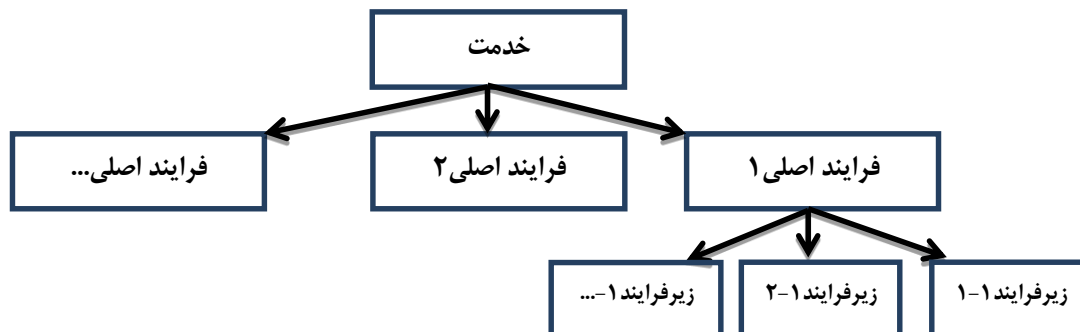 خدمت
فرایند اصلی۱
فرایند اصلی۲
فرایند اصلی...
زیرفرایند۱-۱
زیرفرایند۱-۲
زیرفرایند۱-...